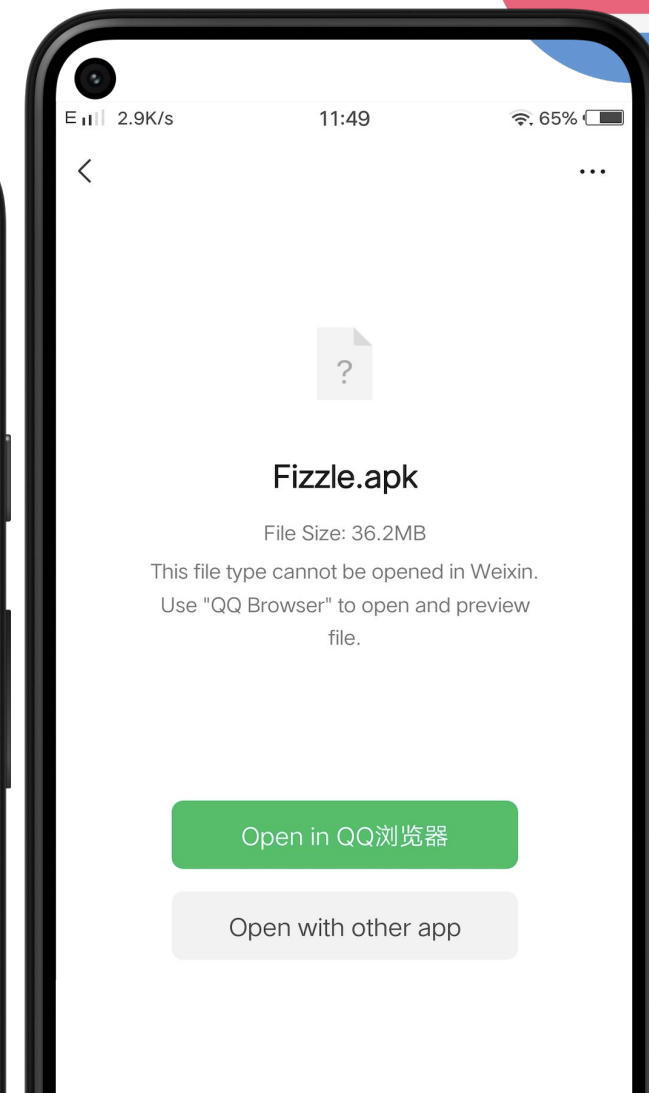 E 2.9K/s 11:49 65%
?
Fizzle.apk
File Size: 36.2MB
This file type cannot be opened in Weixin.
Use "QQ Browser" to open and preview
file.
Open in QQ浏览器
Open with other app